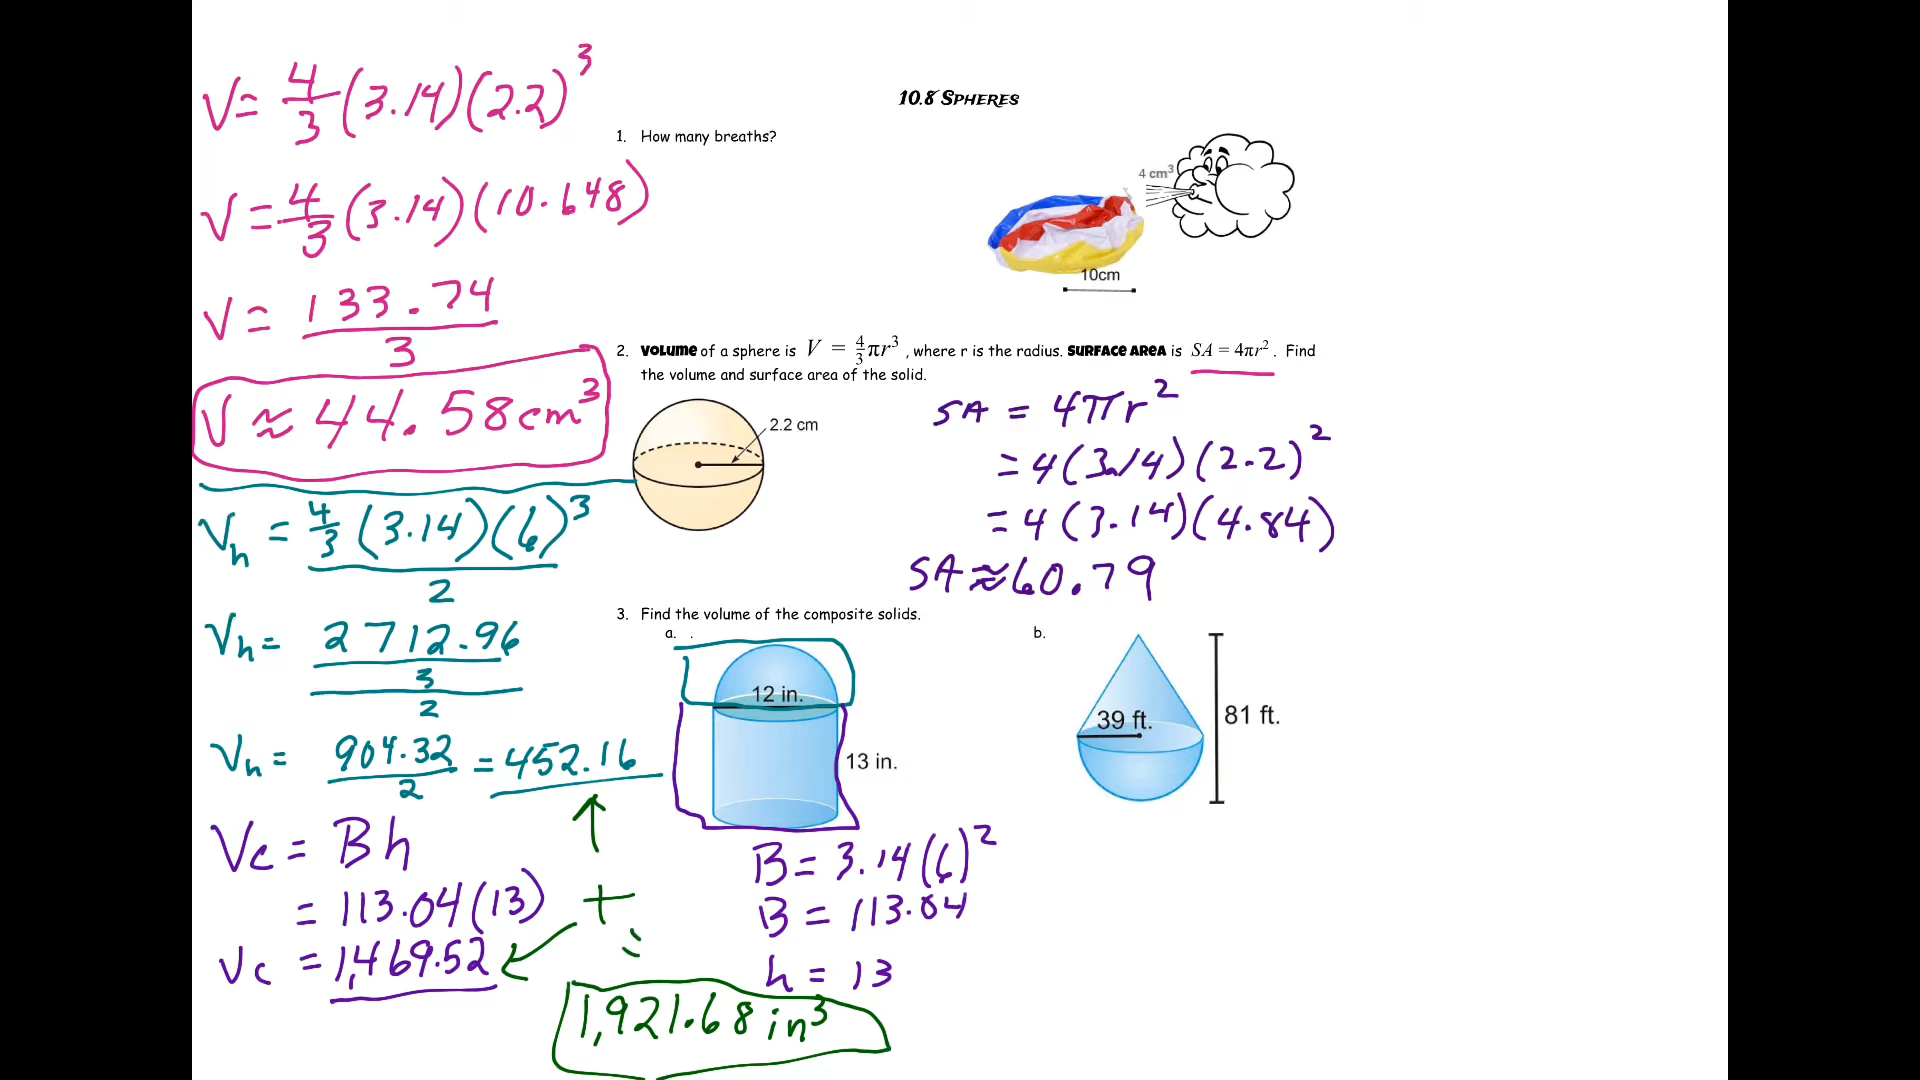 10.8 SPHERES
1. How many breaths?
4 cm³
10cm
V = 4/3 (3.14)(2.2)³
V = 4/3 (3.14)(10.648)
V = 133.74/3
V ≈ 44.58 cm³
2. VOLUME of a sphere is V = 4/3 πr³, where r is the radius. SURFACE AREA is SA = 4πr². Find
the volume and surface area of the solid.
2.2 cm
SA = 4πr²
= 4(3.14)(2.2)²
= 4(3.14)(4.84)
SA ≈ 60.79
3. Find the volume of the composite solids.
a. .
12 in.
13 in.
b.
39 ft.
81 ft.
Vh = 4/3 (3.14)(6)³ / 2
Vh = 2712.96 / 3 / 2
Vh = 904.32/2 = 452.16
Vc = Bh
= 113.04(13)
Vc = 1,469.52
+
=
B = 3.14(6)²
B = 113.04
h = 13
1,921.68 in³